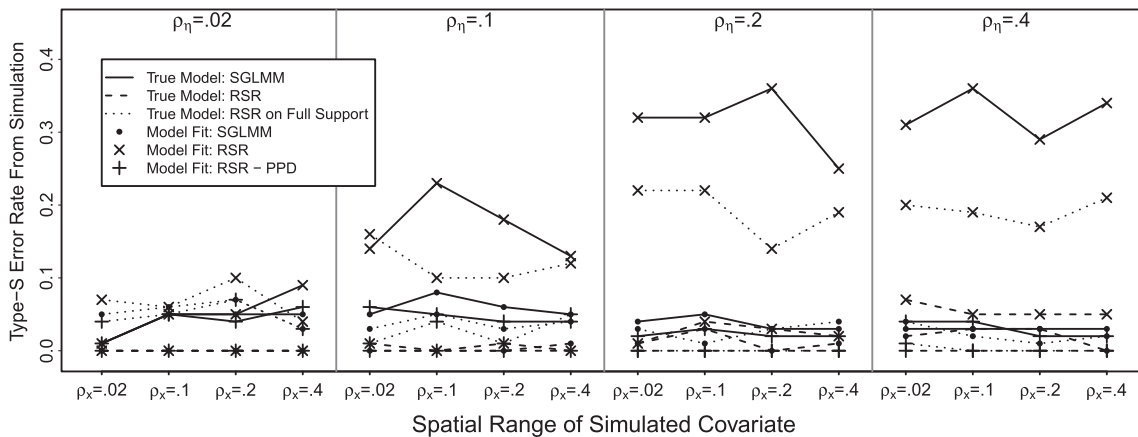 ρη=.02 ρη=.1 ρη=.2 ρη=.4
Type−S Error Rate From Simulation
0.4
0.3
0.2
0.1
0.0
True Model: SGLMM
True Model: RSR
True Model: RSR on Full Support
Model Fit: SGLMM
Model Fit: RSR
Model Fit: RSR − PPD
ρx=.02 ρx=.1 ρx=.2 ρx=.4 ρx=.02 ρx=.1 ρx=.2 ρx=.4 ρx=.02 ρx=.1 ρx=.2 ρx=.4 ρx=.02 ρx=.1 ρx=.2 ρx=.4
Spatial Range of Simulated Covariate